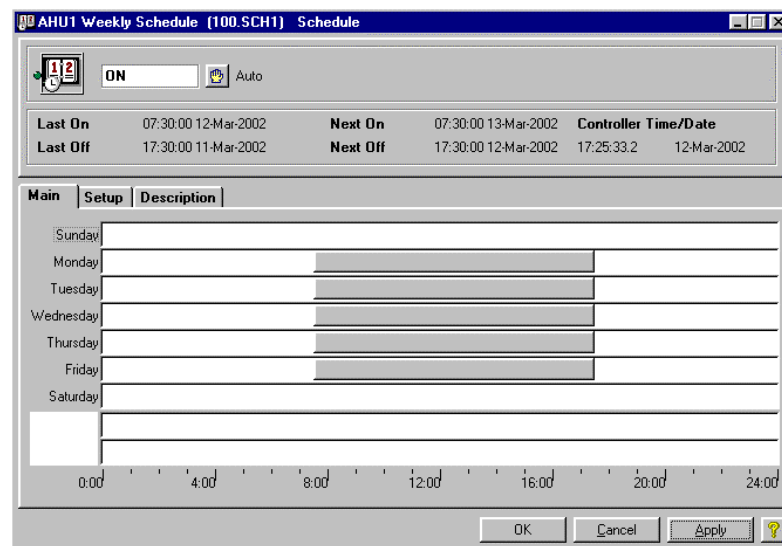 AHU1 Weekly Schedule (100.SCH1) Schedule
1 2
ON Auto
Last On 07:30:00 12-Mar-2002 Next On 07:30:00 13-Mar-2002 Controller Time/Date
Last Off 17:30:00 11-Mar-2002 Next Off 17:30:00 12-Mar-2002 17:25:33.2 12-Mar-2002
Main Setup Description
Sunday
Monday
Tuesday
Wednesday
Thursday
Friday
Saturday
0:00 4:00 8:00 12:00 16:00 20:00 24:00
OK Cancel Apply ?